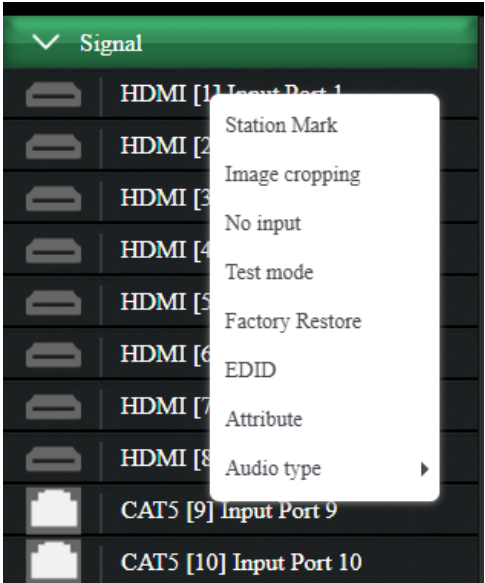 Signal
HDMI [1] Input Port 1
HDMI [2
HDMI [3
HDMI [4
HDMI [5
HDMI [6
HDMI [7
HDMI [8
CAT5 [9] Input Port 9
CAT5 [10] Input Port 10
Station Mark
Image cropping
No input
Test mode
Factory Restore
EDID
Attribute
Audio type